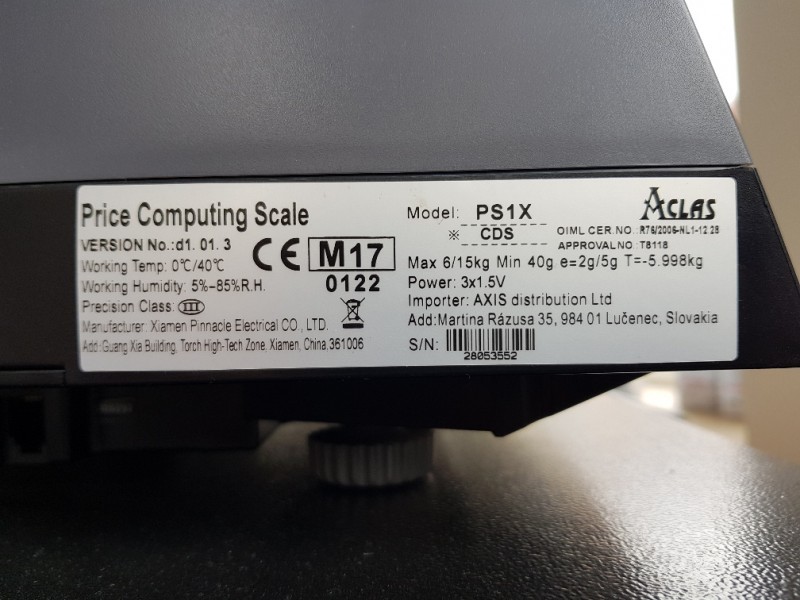 Price Computing Scale
VERSION No.:d1. 01. 3
Working Temp: 0℃/40℃
Working Humidity: 5%-85%R.H.
Precision Class: III
Manufacturer: Xiamen Pinnacle Electrical CO., LTD.
Add:Guang Xia Building, Torch High-Tech Zone, Xiamen, China,361006
CE M17
0122
Model: PS1X
※ CDS
ACLAS
OIML CER.NO. R76/2006-NL1-12.28
APPROVAL NO: T8118
Max 6/15kg Min 40g e=2g/5g T=-5.998kg
Power: 3x1.5V
Importer: AXIS distribution Ltd
Add:Martina Rázusa 35, 984 01 Lučenec, Slovakia
S/N:
28053552